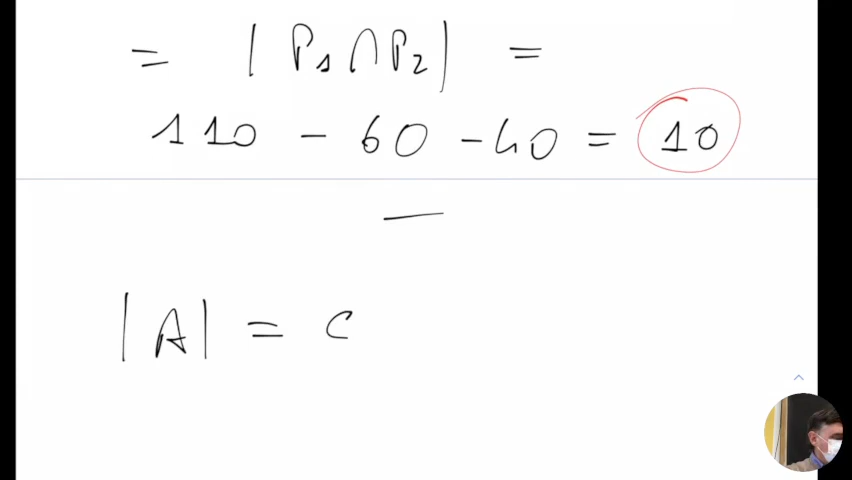 = | P₁ ∩ P₂ | =
110 - 60 - 40 = 10
—
|A| = c